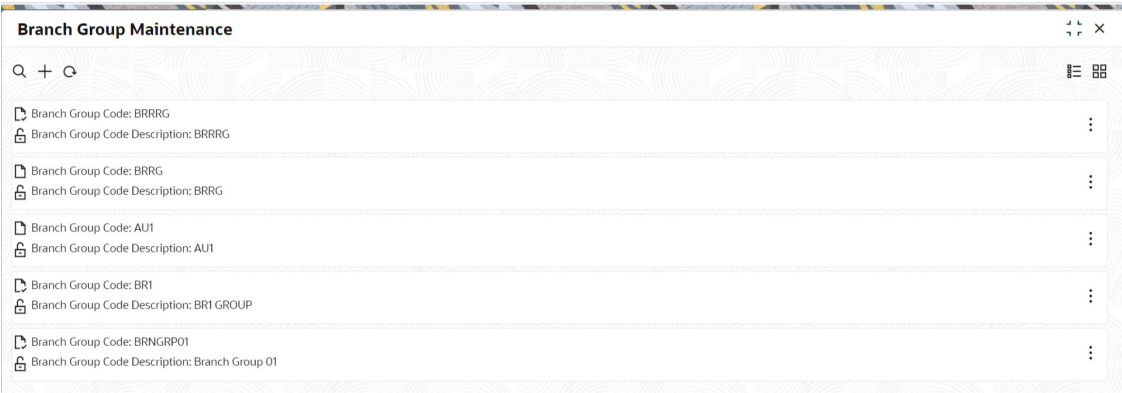 Branch Group Maintenance
Branch Group Code: BRRRG
Branch Group Code Description: BRRRG
Branch Group Code: BRRG
Branch Group Code Description: BRRG
Branch Group Code: AU1
Branch Group Code Description: AU1
Branch Group Code: BR1
Branch Group Code Description: BR1 GROUP
Branch Group Code: BRNGRP01
Branch Group Code Description: Branch Group 01